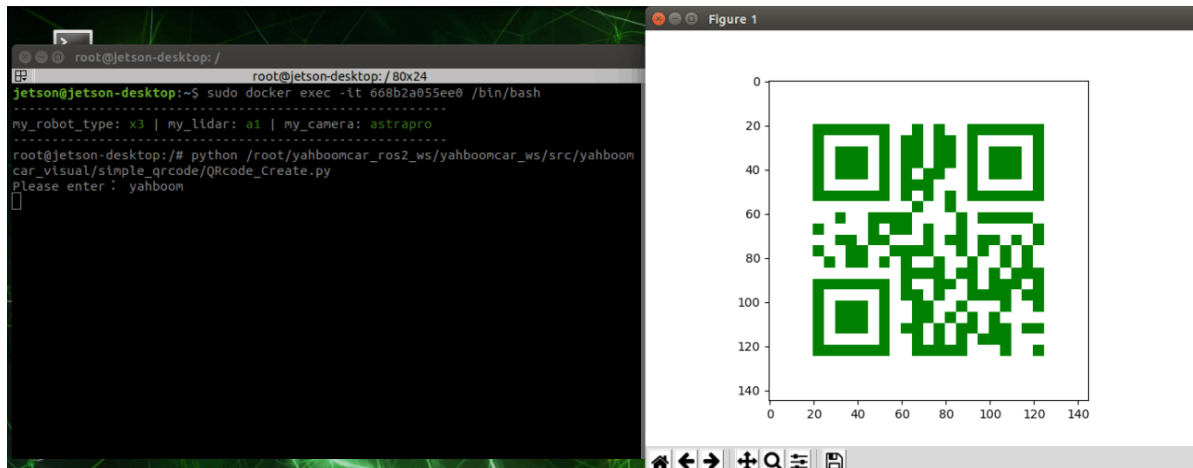 root@jetson-desktop: /
root@jetson-desktop: / 80x24
jetson@jetson-desktop:~$ sudo docker exec -it 668b2a055ee0 /bin/bash
------------------------------------------------------
my_robot_type: x3 | my_lidar: a1 | my_camera: astrapro
------------------------------------------------------
root@jetson-desktop:/# python /root/yahboomcar_ros2_ws/yahboomcar_ws/src/yahboom
car_visual/simple_qrcode/QRcode_Create.py
Please enter： yahboom
Figure 1
0
20
40
60
80
100
120
140
0 20 40 60 80 100 120 140